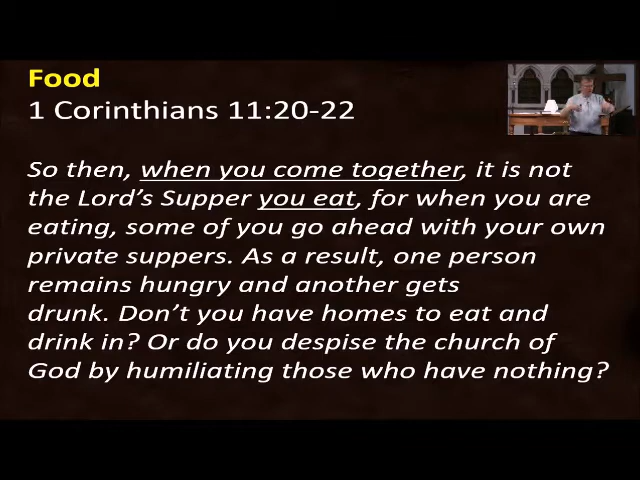 Food
1 Corinthians 11:20-22
So then, when you come together, it is not
the Lord's Supper you eat, for when you are
eating, some of you go ahead with your own
private suppers. As a result, one person
remains hungry and another gets
drunk. Don't you have homes to eat and
drink in? Or do you despise the church of
God by humiliating those who have nothing?